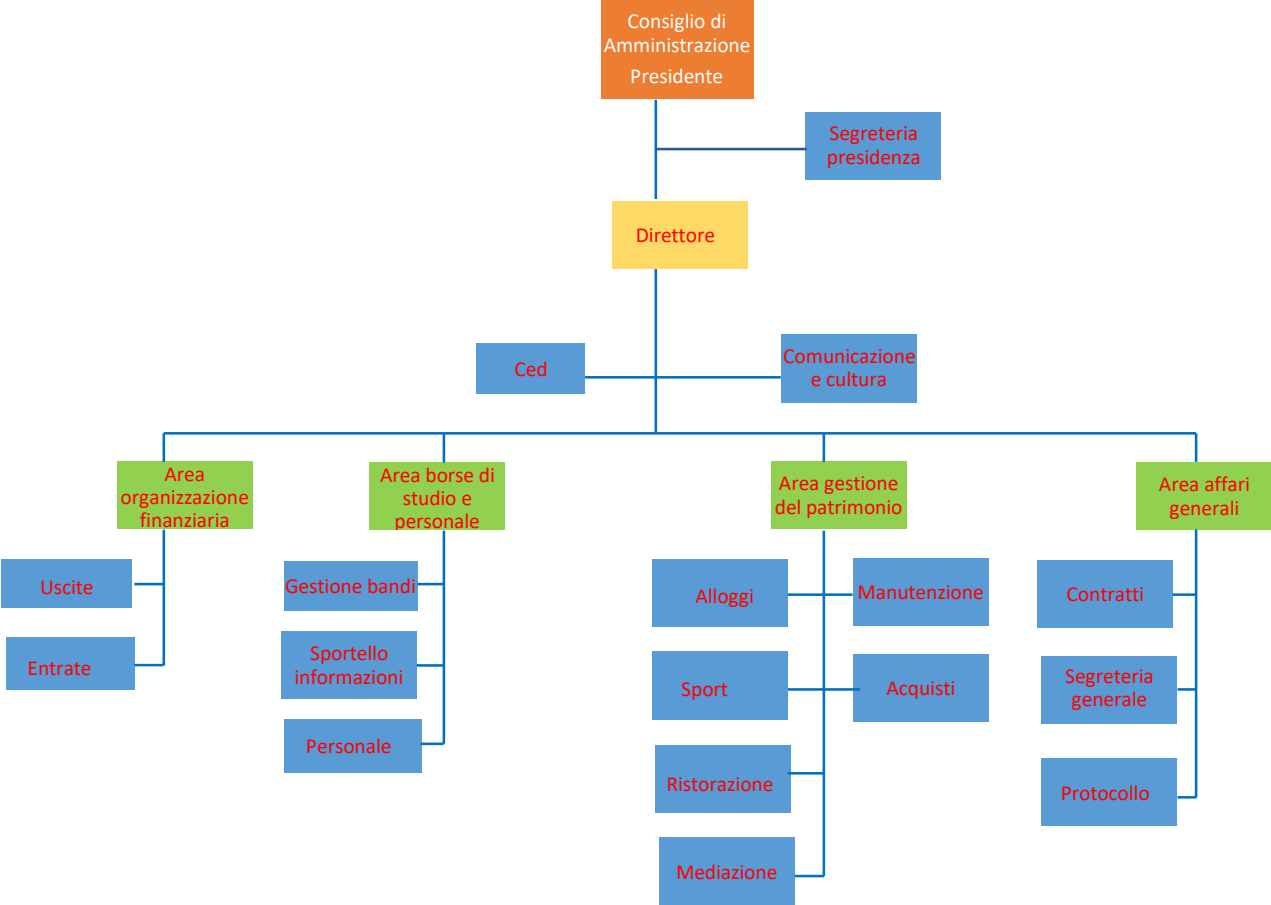 Consiglio di
Amministrazione
Presidente
Segreteria
presidenza
Direttore
Ced
Comunicazione
e cultura
Area
organizzazione
finanziaria
Area borse di
studio e
personale
Area gestione
del patrimonio
Area affari
generali
Uscite
Entrate
Gestione bandi
Sportello
informazioni
Personale
Alloggi
Manutenzione
Sport
Acquisti
Ristorazione
Mediazione
Contratti
Segreteria
generale
Protocollo